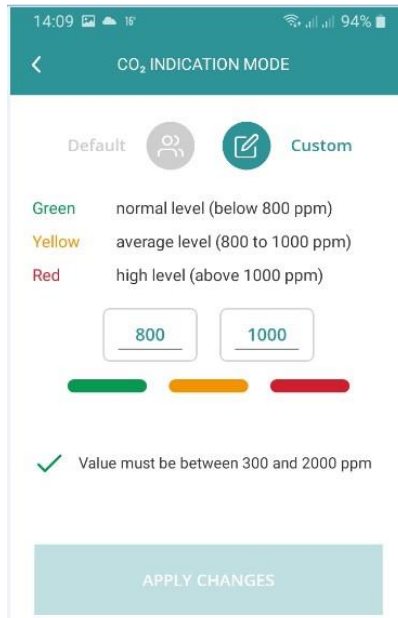 14:09 16° 94%
CO₂ INDICATION MODE
Default Custom
Green normal level (below 800 ppm)
Yellow average level (800 to 1000 ppm)
Red high level (above 1000 ppm)
800 1000
Value must be between 300 and 2000 ppm
APPLY CHANGES